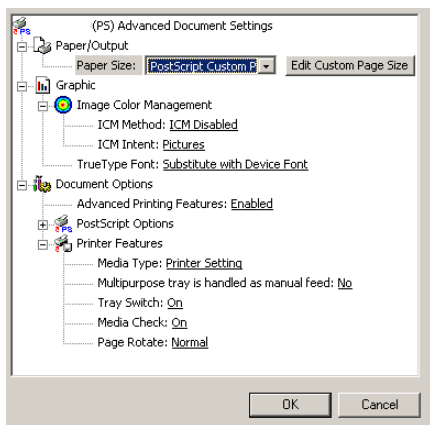 (PS) Advanced Document Settings
Paper/Output
Paper Size: PostScript Custom P Edit Custom Page Size
Graphic
Image Color Management
ICM Method: ICM Disabled
ICM Intent: Pictures
TrueType Font: Substitute with Device Font
Document Options
Advanced Printing Features: Enabled
PS PostScript Options
Printer Features
Media Type: Printer Setting
Multipurpose tray is handled as manual feed: No
Tray Switch: On
Media Check: On
Page Rotate: Normal
OK Cancel